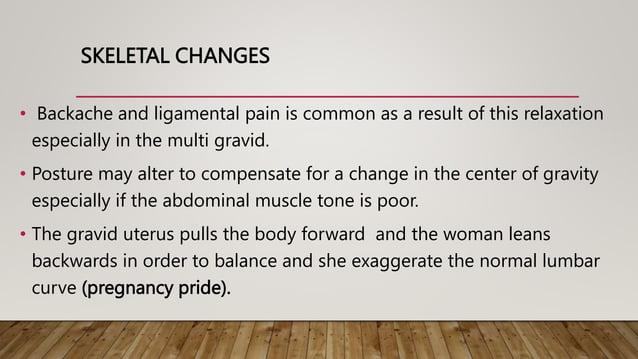 SKELETAL CHANGES
• Backache and ligamental pain is common as a result of this relaxation
especially in the multi gravid.
• Posture may alter to compensate for a change in the center of gravity
especially if the abdominal muscle tone is poor.
• The gravid uterus pulls the body forward and the woman leans
backwards in order to balance and she exaggerate the normal lumbar
curve (pregnancy pride).